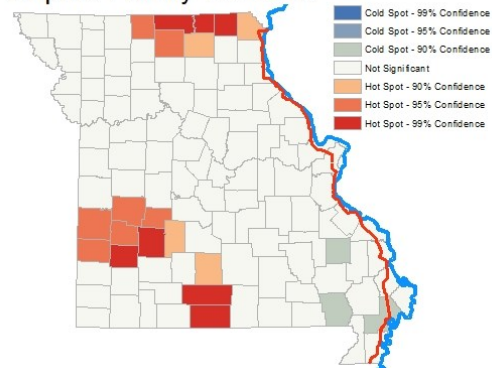 Cold Spot - 99% Confidence
Cold Spot - 95% Confidence
Cold Spot - 90% Confidence
Not Significant
Hot Spot - 90% Confidence
Hot Spot - 95% Confidence
Hot Spot - 99% Confidence